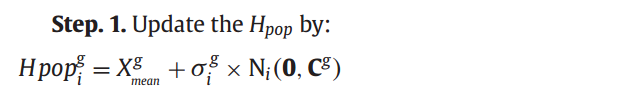 Step. 1. Update the Hpop by:
Hpop_i^g = X_mean^g + σ_i^g × N_i(0, C^g)